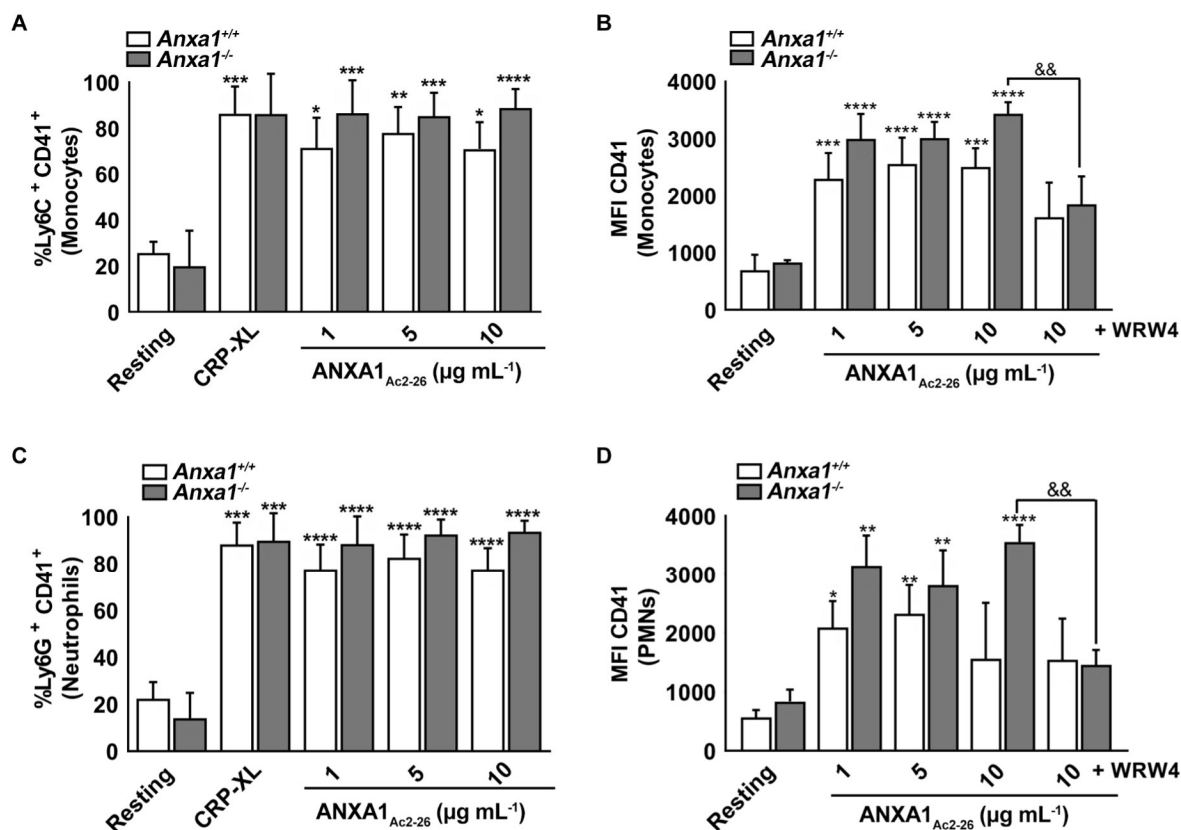 A
Anxa1+/+
Anxa1-/-
%Ly6C + CD41+
(Monocytes)
100
80
60
40
20
0
*** * *** ** *** * ****
Resting
CRP-XL
1 5 10
ANXA1Ac2-26 (µg mL-1)
B
Anxa1+/+
Anxa1-/-
MFI CD41
(Monocytes)
4000
3000
2000
1000
0
&&
*** **** **** **** *** ****
Resting
1 5 10 10 + WRW4
ANXA1Ac2-26 (µg mL-1)
C
Anxa1+/+
Anxa1-/-
%Ly6G + CD41+
(Neutrophils)
100
80
60
40
20
0
*** *** **** **** **** **** **** ****
Resting
CRP-XL
1 5 10
ANXA1Ac2-26 (µg mL-1)
D
Anxa1+/+
Anxa1-/-
MFI CD41
(PMNs)
4000
3000
2000
1000
0
&&
* ** ** ** ****
Resting
1 5 10 10 + WRW4
ANXA1Ac2-26 (µg mL-1)